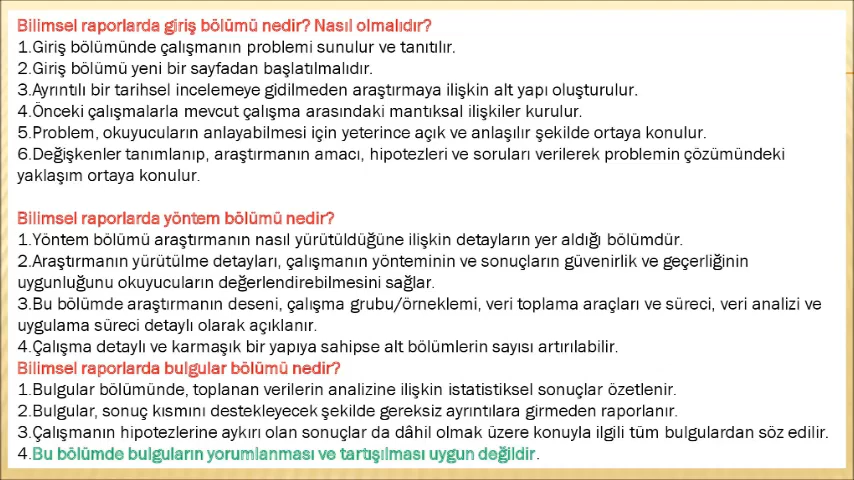 Bilimsel raporlarda giriş bölümü nedir? Nasıl olmalıdır?
1.Giriş bölümünde çalışmanın problemi sunulur ve tanıtılır.
2.Giriş bölümü yeni bir sayfadan başlatılmalıdır.
3.Ayrıntılı bir tarihsel incelemeye gidilmeden araştırmaya ilişkin alt yapı oluşturulur.
4.Önceki çalışmalarla mevcut çalışma arasındaki mantıksal ilişkiler kurulur.
5.Problem, okuyucuların anlayabilmesi için yeterince açık ve anlaşılır şekilde ortaya konulur.
6.Değişkenler tanımlanıp, araştırmanın amacı, hipotezleri ve soruları verilerek problemin çözümündeki
yaklaşım ortaya konulur.
Bilimsel raporlarda yöntem bölümü nedir?
1.Yöntem bölümü araştırmanın nasıl yürütüldüğüne ilişkin detayların yer aldığı bölümdür.
2.Araştırmanın yürütülme detayları, çalışmanın yönteminin ve sonuçların güvenirlik ve geçerliğinin
uygunluğunu okuyucuların değerlendirebilmesini sağlar.
3.Bu bölümde araştırmanın deseni, çalışma grubu/örneklemi, veri toplama araçları ve süreci, veri analizi ve
uygulama süreci detaylı olarak açıklanır.
4.Çalışma detaylı ve karmaşık bir yapıya sahipse alt bölümlerin sayısı artırılabilir.
Bilimsel raporlarda bulgular bölümü nedir?
1.Bulgular bölümünde, toplanan verilerin analizine ilişkin istatistiksel sonuçlar özetlenir.
2.Bulgular, sonuç kısmını destekleyecek şekilde gereksiz ayrıntılara girmeden raporlanır.
3.Çalışmanın hipotezlerine aykırı olan sonuçlar da dâhil olmak üzere konuyla ilgili tüm bulgulardan söz edilir.
4.Bu bölümde bulguların yorumlanması ve tartışılması uygun değildir.